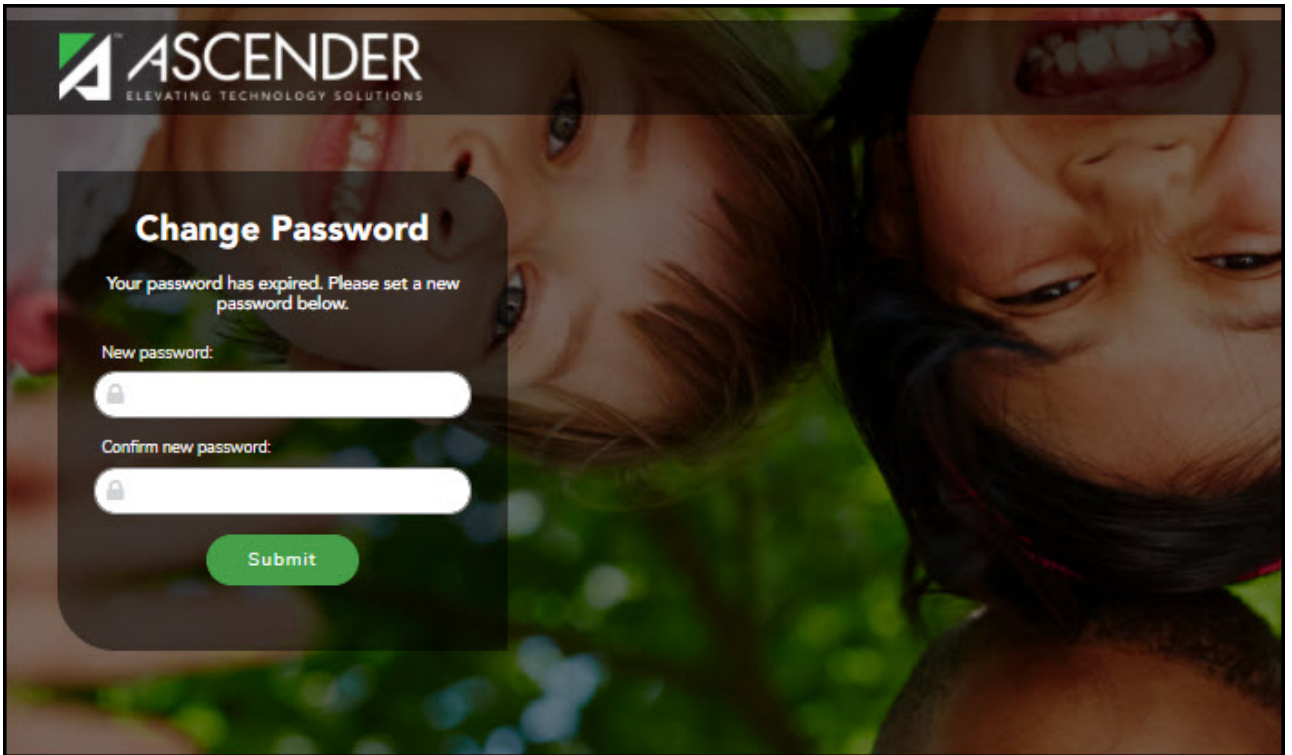 ASCENDER
ELEVATING TECHNOLOGY SOLUTIONS
Change Password
Your password has expired. Please set a new
password below.
New password:
Confirm new password:
Submit